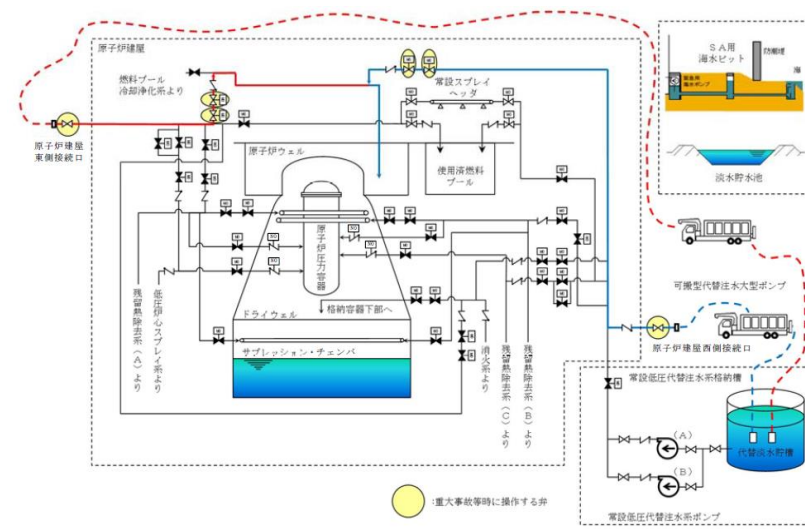 原子炉建屋
燃料プール
冷却浄化系より
常設スプレイ
ヘッダ
SA用
海水ピット
防潮堤
海
原子炉建屋
東側接続口
原子炉ウェル
使用済燃料
プール
淡水貯水池
原子炉圧力容器
可搬型代替注水大型ポンプ
残留熱除去系(A)より
低圧炉心スプレイ系より
格納容器下部へ
ドライウェル
サプレッション・チェンバ
消火系より
残留熱除去系(C)より
残留熱除去系(B)より
原子炉建屋西側接続口
常設低圧代替注水系格納槽
(A)
代替淡水貯槽
(B)
:重大事故等時に操作する弁
常設低圧代替注水系ポンプ